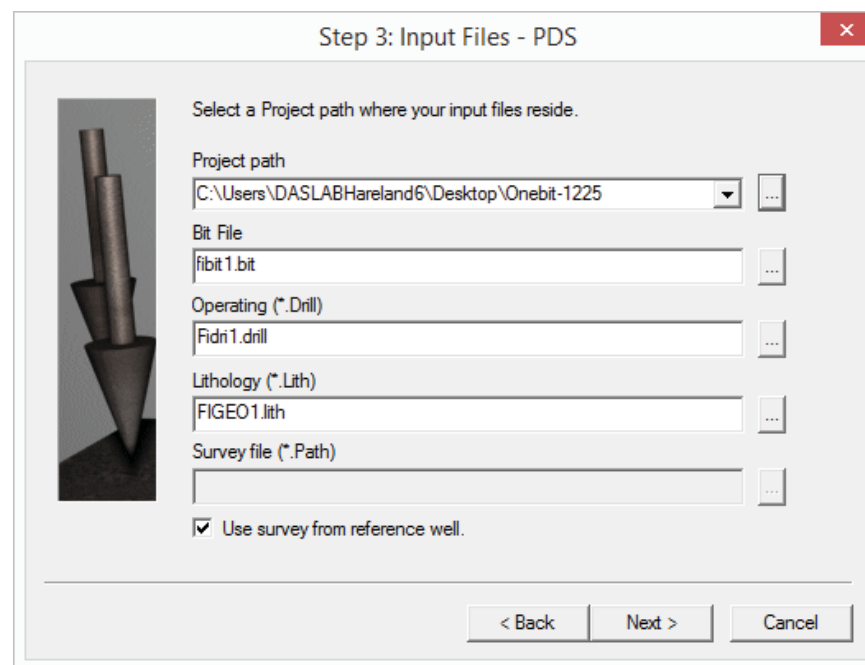 Step 3: Input Files - PDS
Select a Project path where your input files reside.
Project path
C:\Users\DASLABHareland6\Desktop\Onebit-1225
...
Bit File
fibit1.bit
...
Operating (*.Drill)
Fidri1.drill
...
Lithology (*.Lith)
FIGEO1.lith
...
Survey file (*.Path)
...
Use survey from reference well.
< Back Next > Cancel